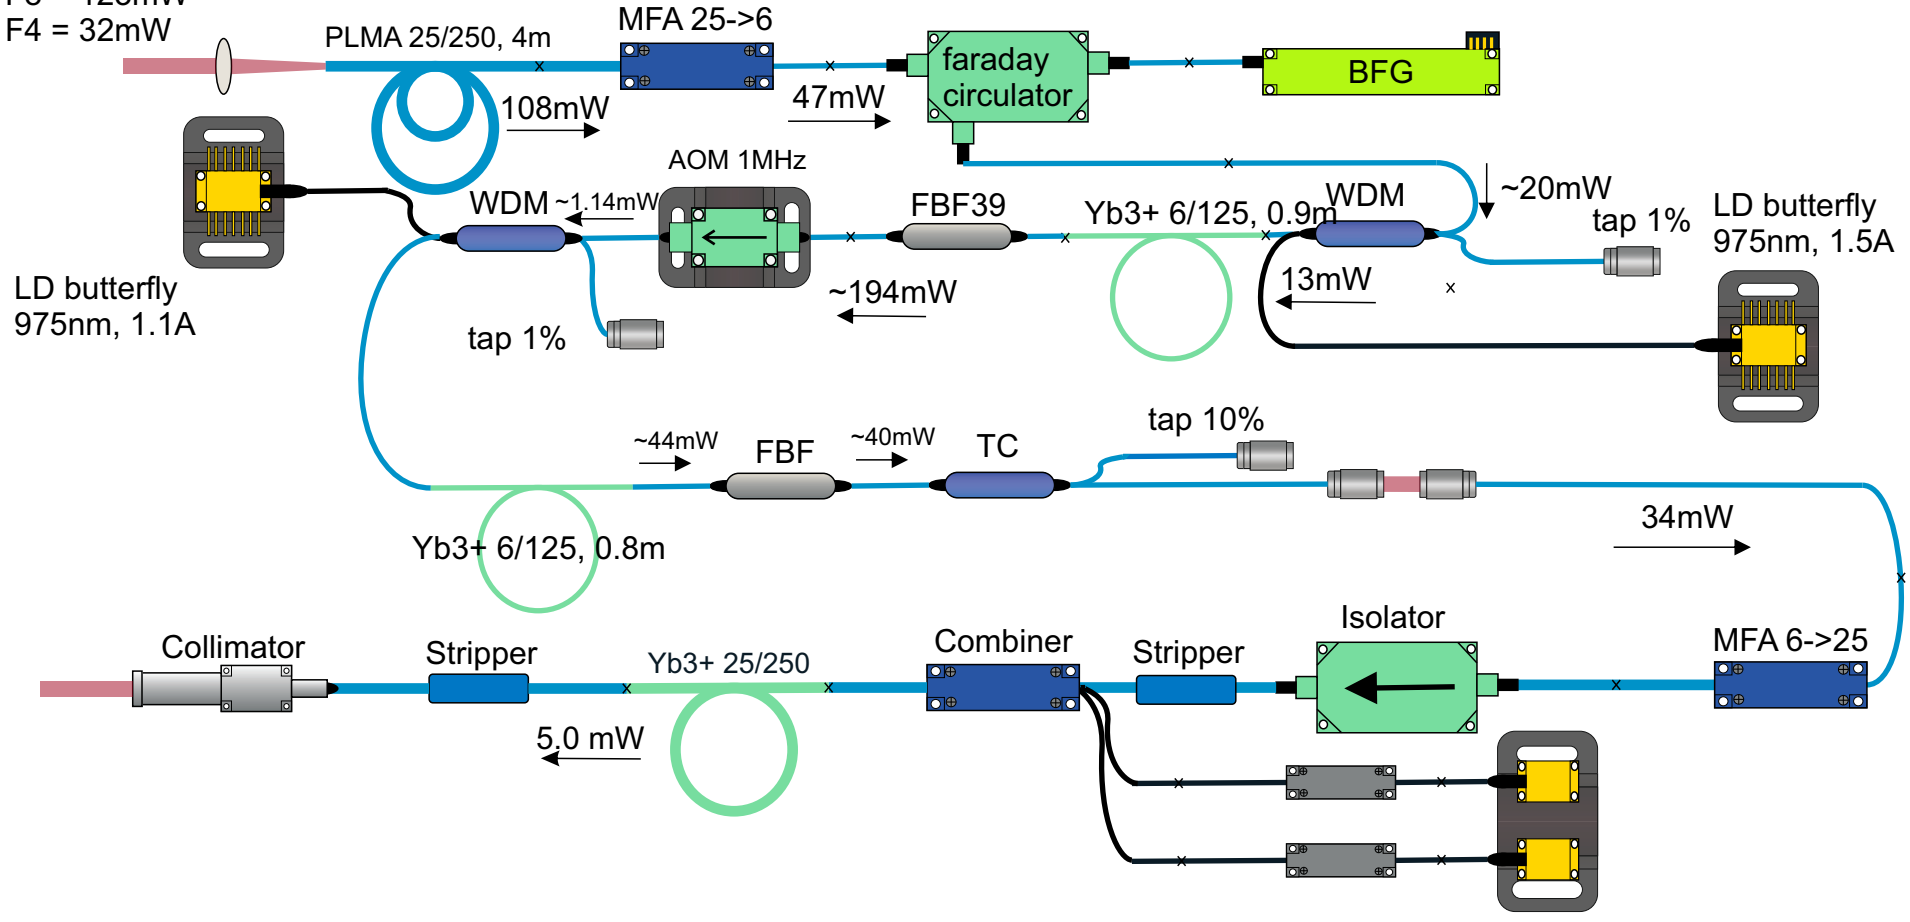 F4 = 32mW
PLMA 25/250, 4m
MFA 25->6
faraday
circulator
BFG
108mW
47mW
AOM 1MHz
WDM
~1.14mW
FBF39
Yb3+ 6/125, 0.9m
WDM
~20mW
tap 1%
LD butterfly
975nm, 1.5A
LD butterfly
975nm, 1.1A
~194mW
13mW
tap 1%
~44mW
FBF
~40mW
TC
tap 10%
34mW
Yb3+ 6/125, 0.8m
Collimator
Stripper
Yb3+ 25/250
Combiner
Stripper
Isolator
MFA 6->25
5.0 mW